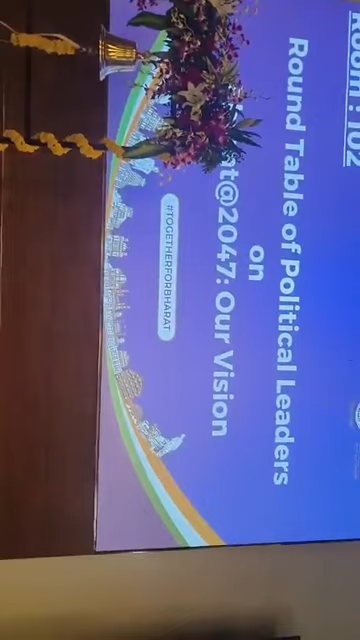 Room : 102
Round Table of Political Leaders
on
t@2047: Our Vision
#TOGETHERFORBHARAT